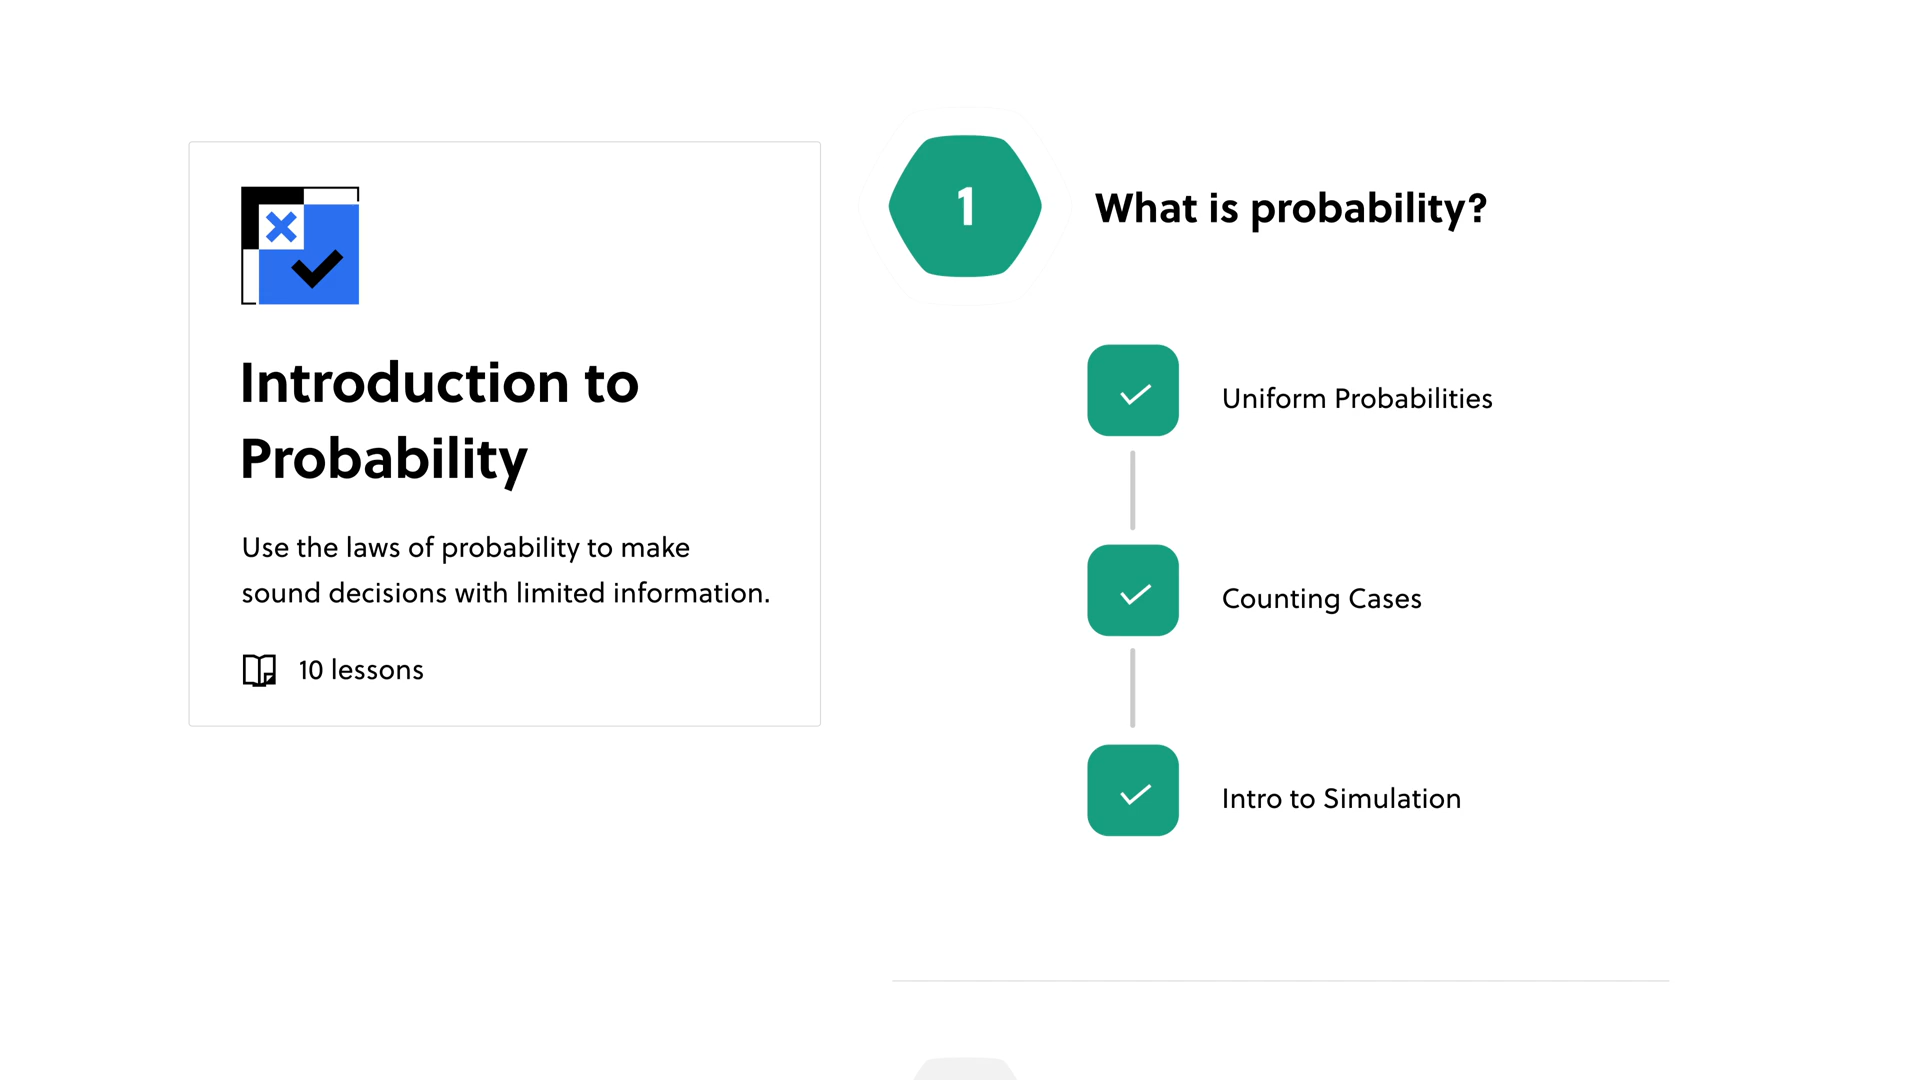 Introduction to
Probability
Use the laws of probability to make
sound decisions with limited information.
10 lessons
1
What is probability?
Uniform Probabilities
Counting Cases
Intro to Simulation